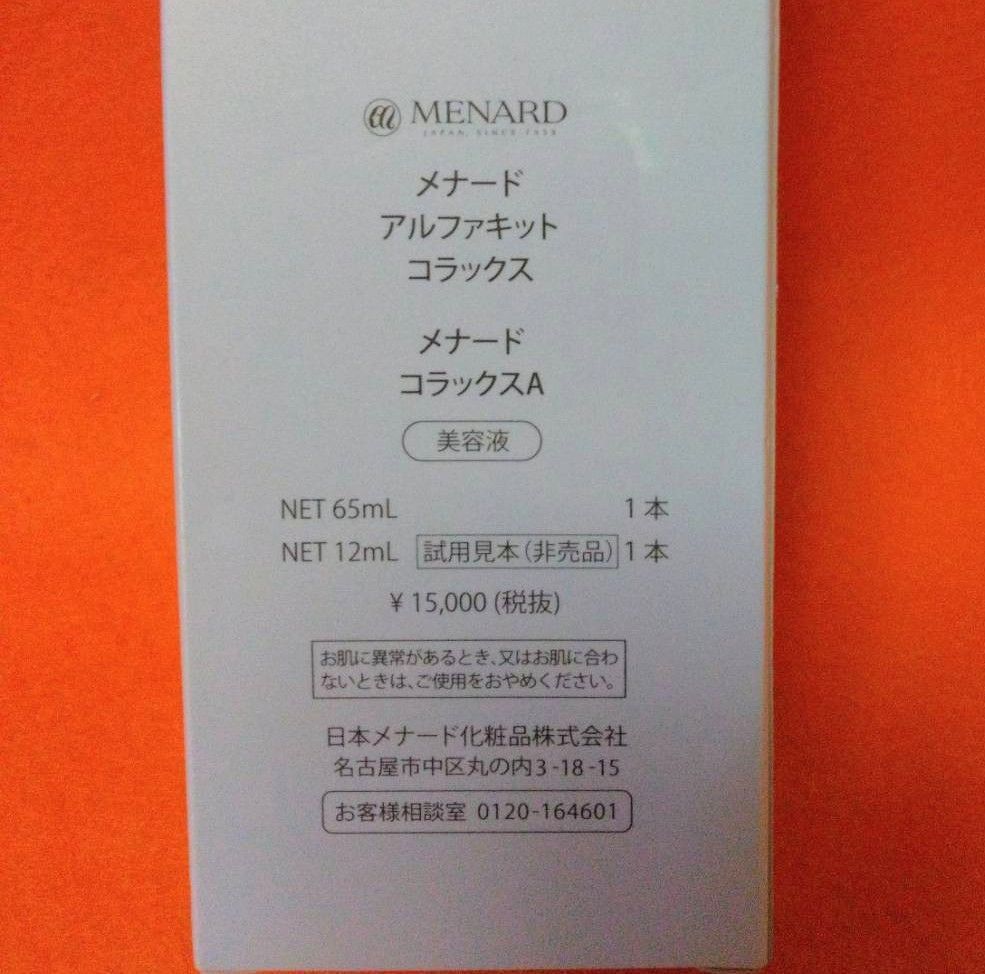 MENARD
JAPAN, SINCE 1959
メナード
アルファキット
コラックス
メナード
コラックスA
美容液
NET 65mL 1本
NET 12mL 試用見本(非売品) 1本
¥15,000 (税抜)
お肌に異常があるとき、又はお肌に合わ
ないときは、ご使用をおやめください。
日本メナード化粧品株式会社
名古屋市中区丸の内3-18-15
お客様相談室 0120-164601